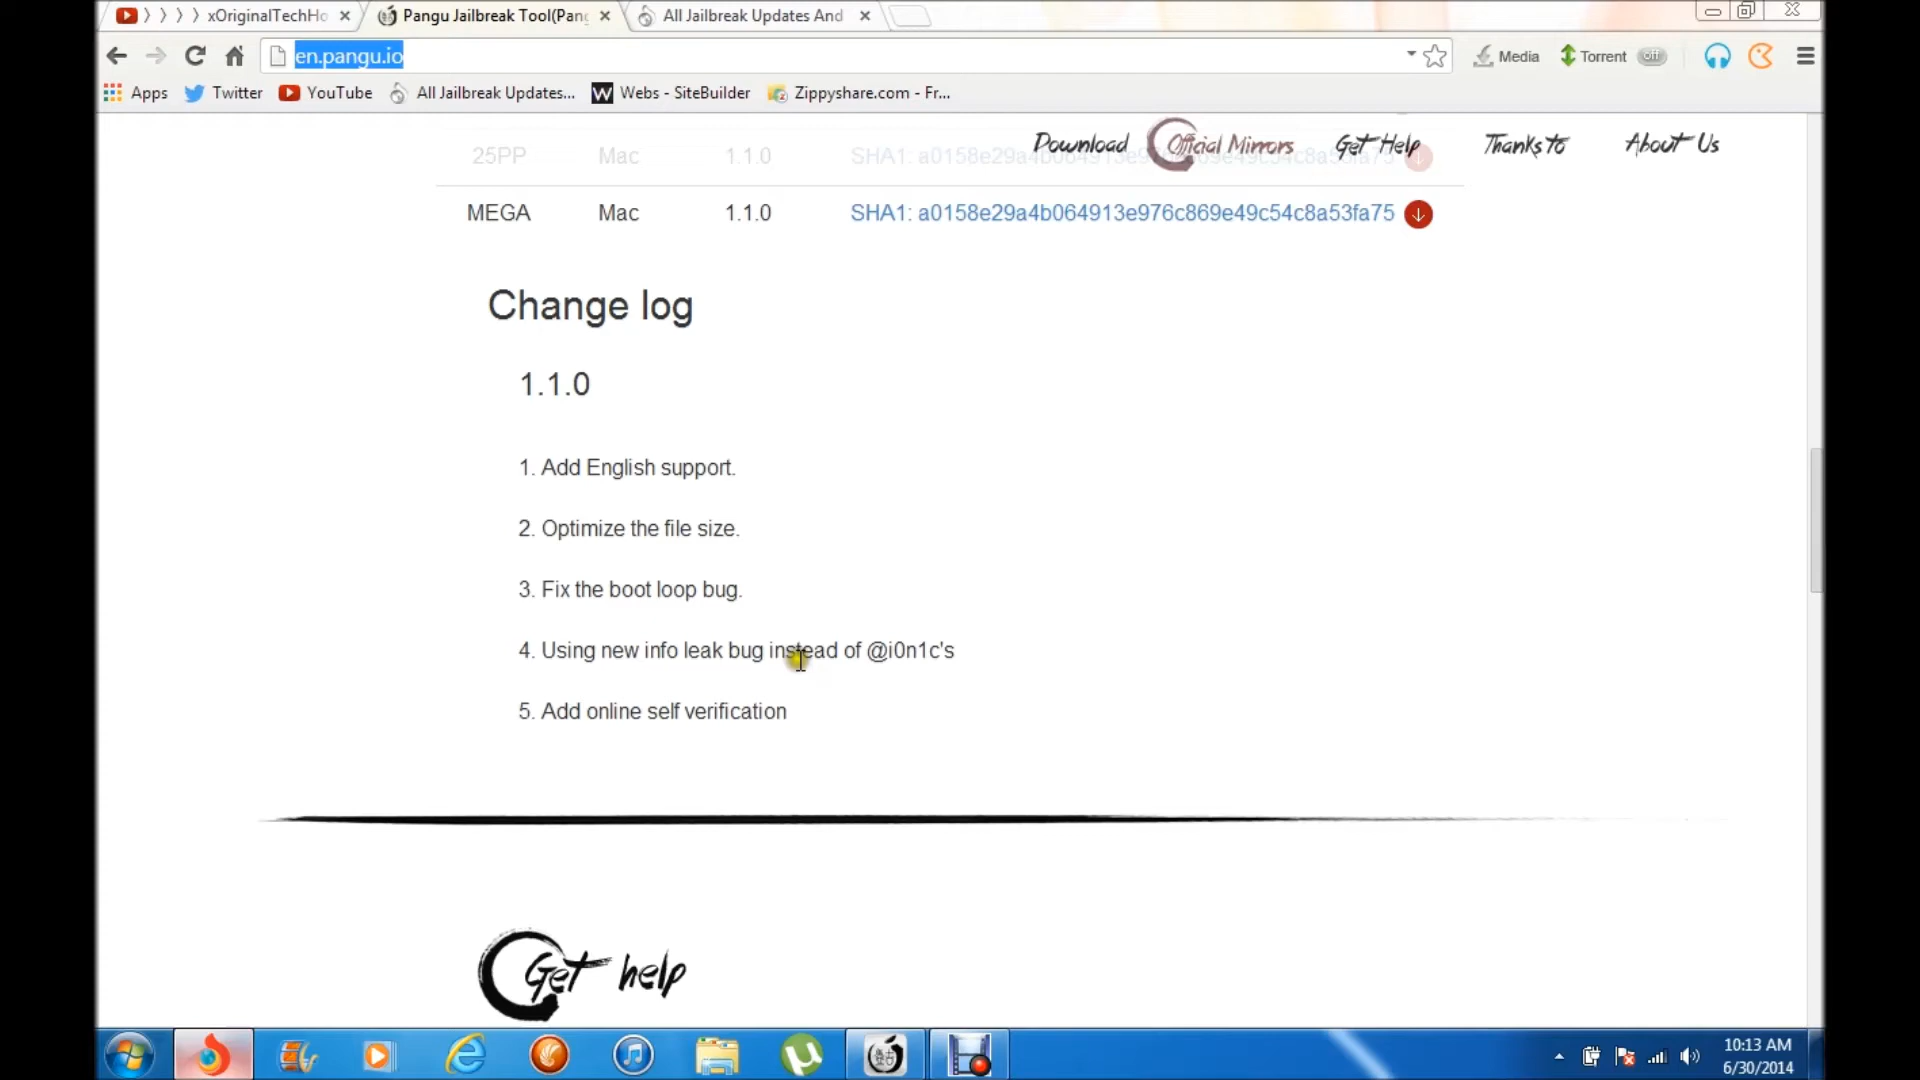 》》》》 xOriginalTechHo
Pangu Jailbreak Tool(Pang
All Jailbreak Updates And
en.pangu.io
Media
Torrent
Off
Apps
Twitter
YouTube
All Jailbreak Updates...
Webs - SiteBuilder
Zippyshare.com - Fr...
Download
Official Mirrors
Get Help
Thanks to
About Us
25PP Mac 1.1.0 SHA1: a0158e29a4b064913e976c869e49c54c8a53fa75
MEGA Mac 1.1.0 SHA1: a0158e29a4b064913e976c869e49c54c8a53fa75
Change log
1.1.0
1. Add English support.
2. Optimize the file size.
3. Fix the boot loop bug.
4. Using new info leak bug instead of @i0n1c's
5. Add online self verification
Get help
10:13 AM
6/30/2014